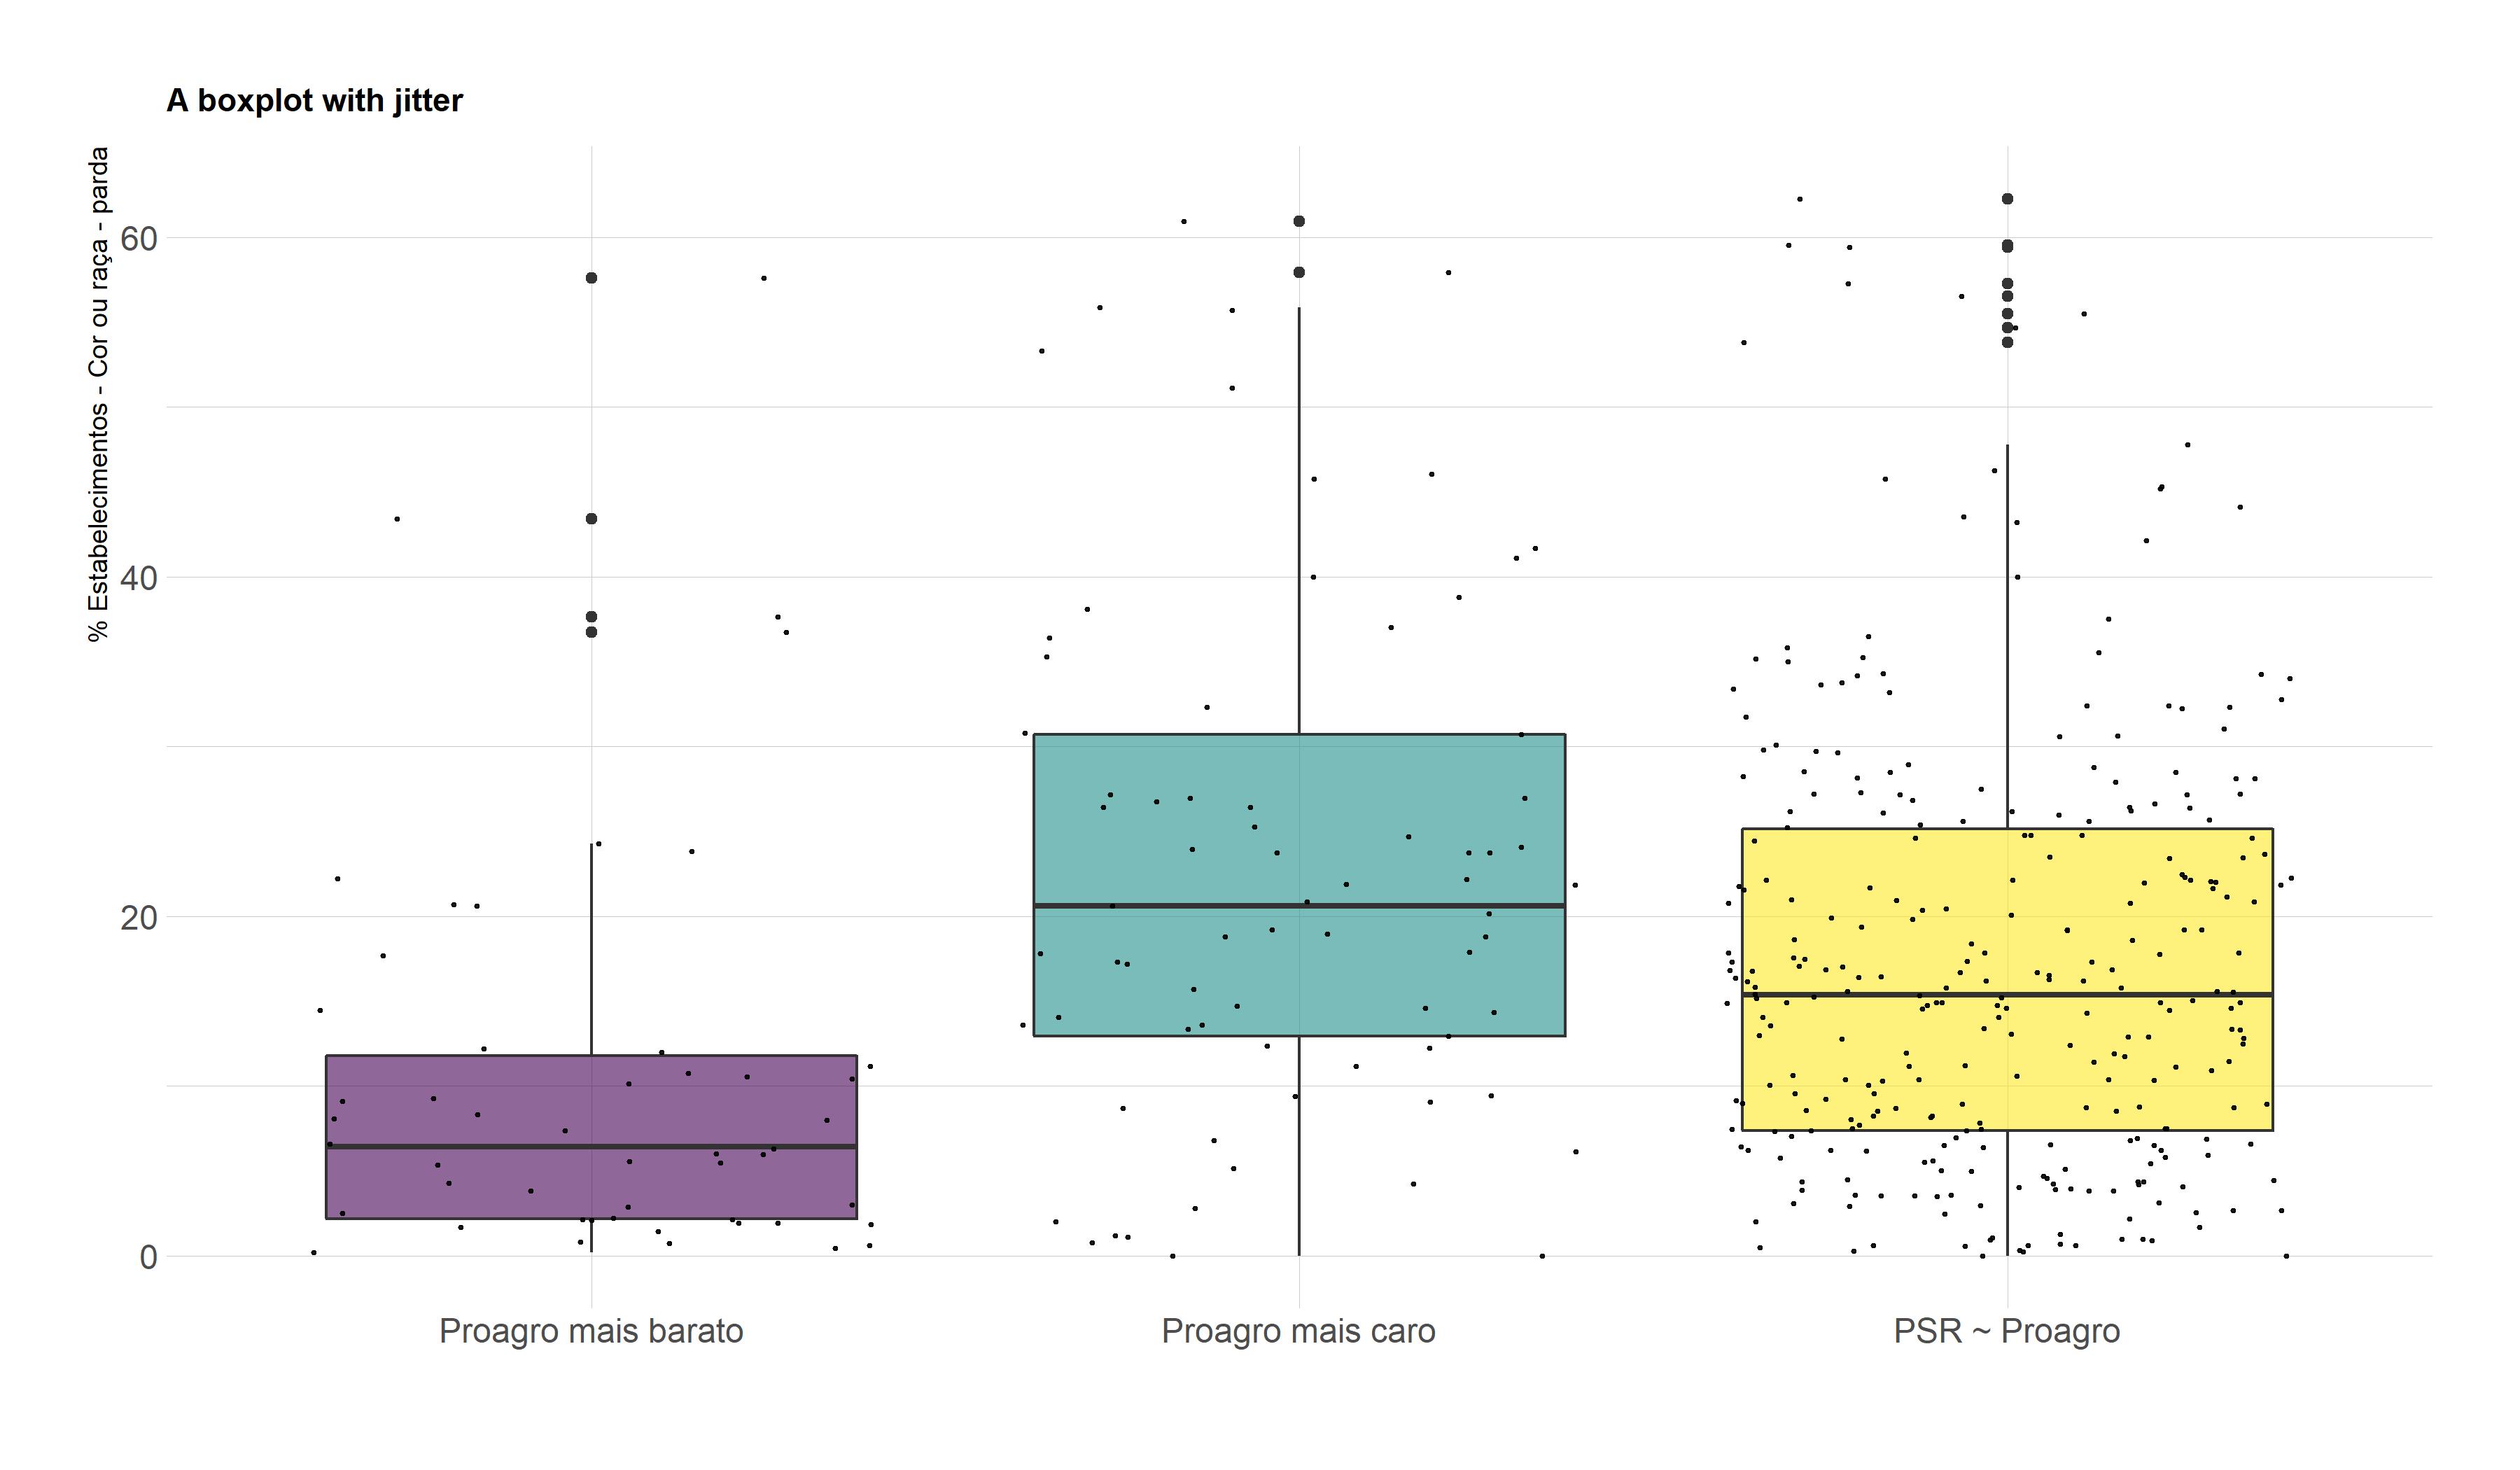 A boxplot with jitter
% Estabelecimentos - Cor ou raça - parda
60
40
20
0
Proagro mais barato
Proagro mais caro
PSR ~ Proagro